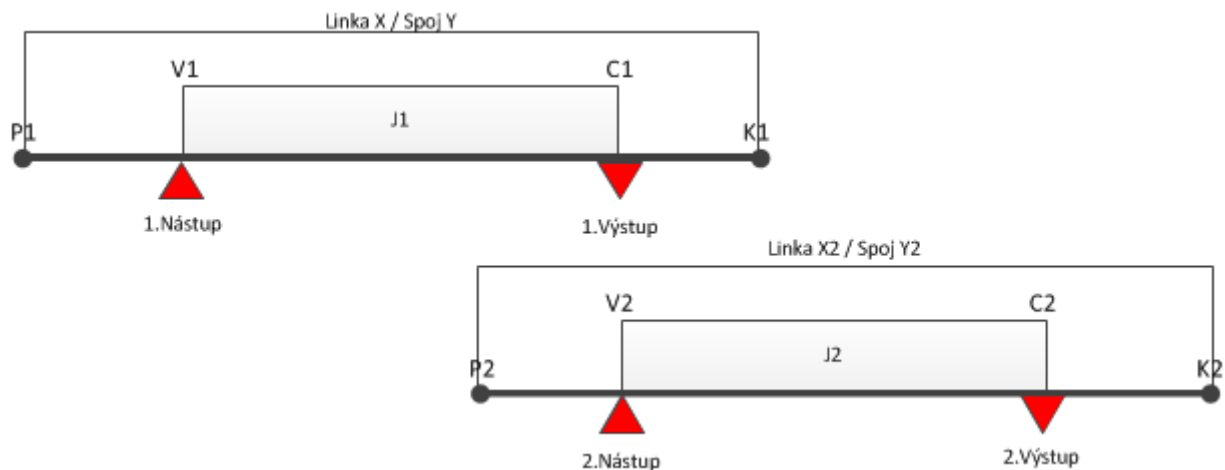 Linka X / Spoj Y
V1 C1
J1
P1 K1
1.Nástup 1.Výstup
Linka X2 / Spoj Y2
V2 C2
J2
P2 K2
2.Nástup 2.Výstup